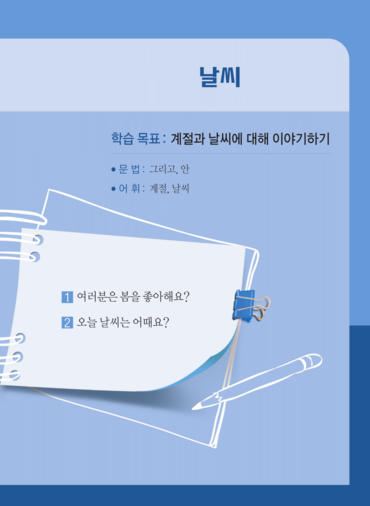 날씨
학습 목표 : 계절과 날씨에 대해 이야기하기
• 문 법 : 그리고, 안
• 어 휘 : 계절, 날씨
1 여러분은 봄을 좋아해요?
2 오늘 날씨는 어때요?